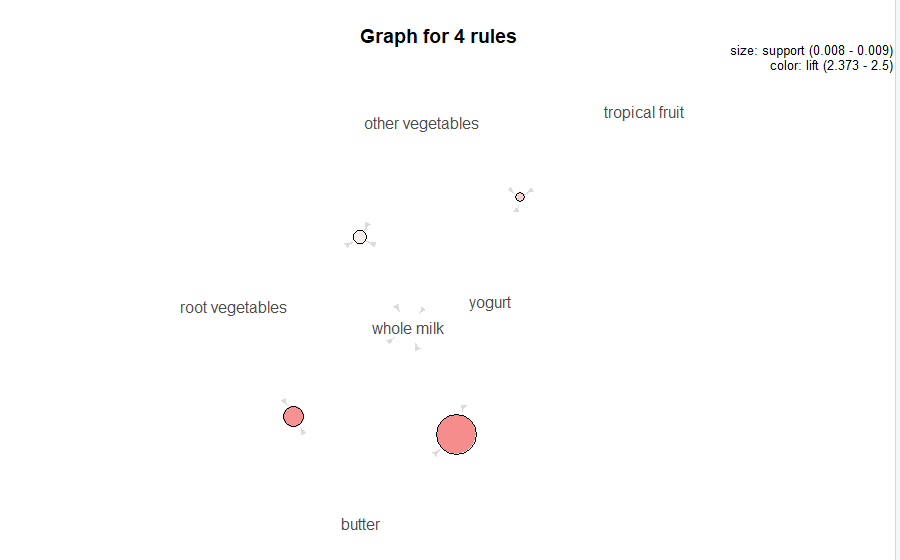 Graph for 4 rules
size: support (0.008 - 0.009)
color: lift (2.373 - 2.5)
tropical fruit
other vegetables
yogurt
root vegetables
whole milk
butter